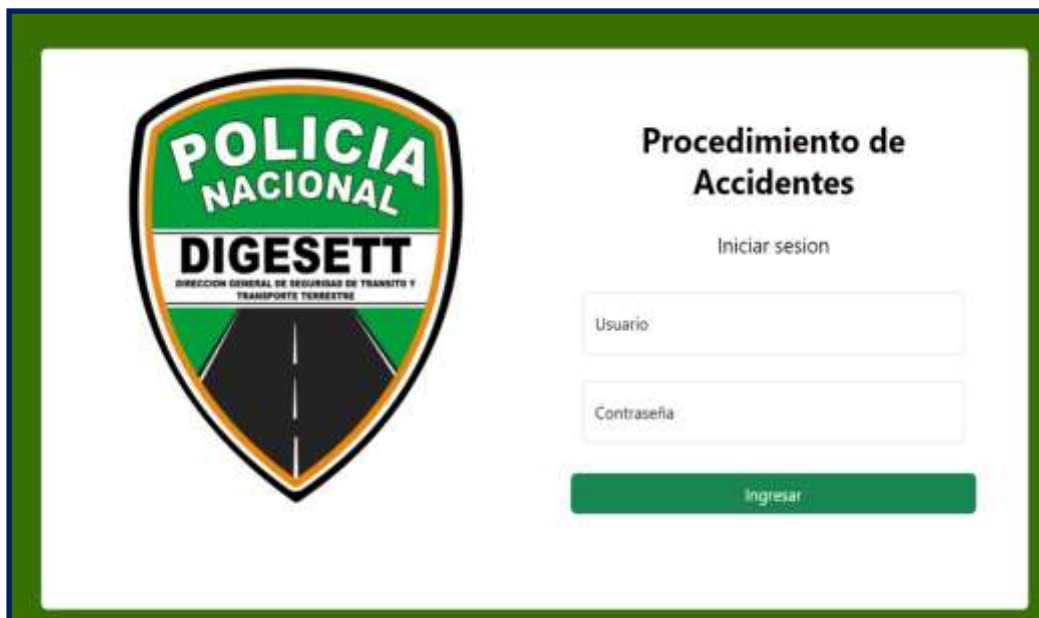 POLICIA
NACIONAL
DIGESETT
DIRECCION GENERAL DE SEGURIDAD DE TRANSITO Y
TRANSPORTE TERRESTRE
Procedimiento de
Accidentes
Iniciar sesion
Usuario
Contraseña
Ingresar